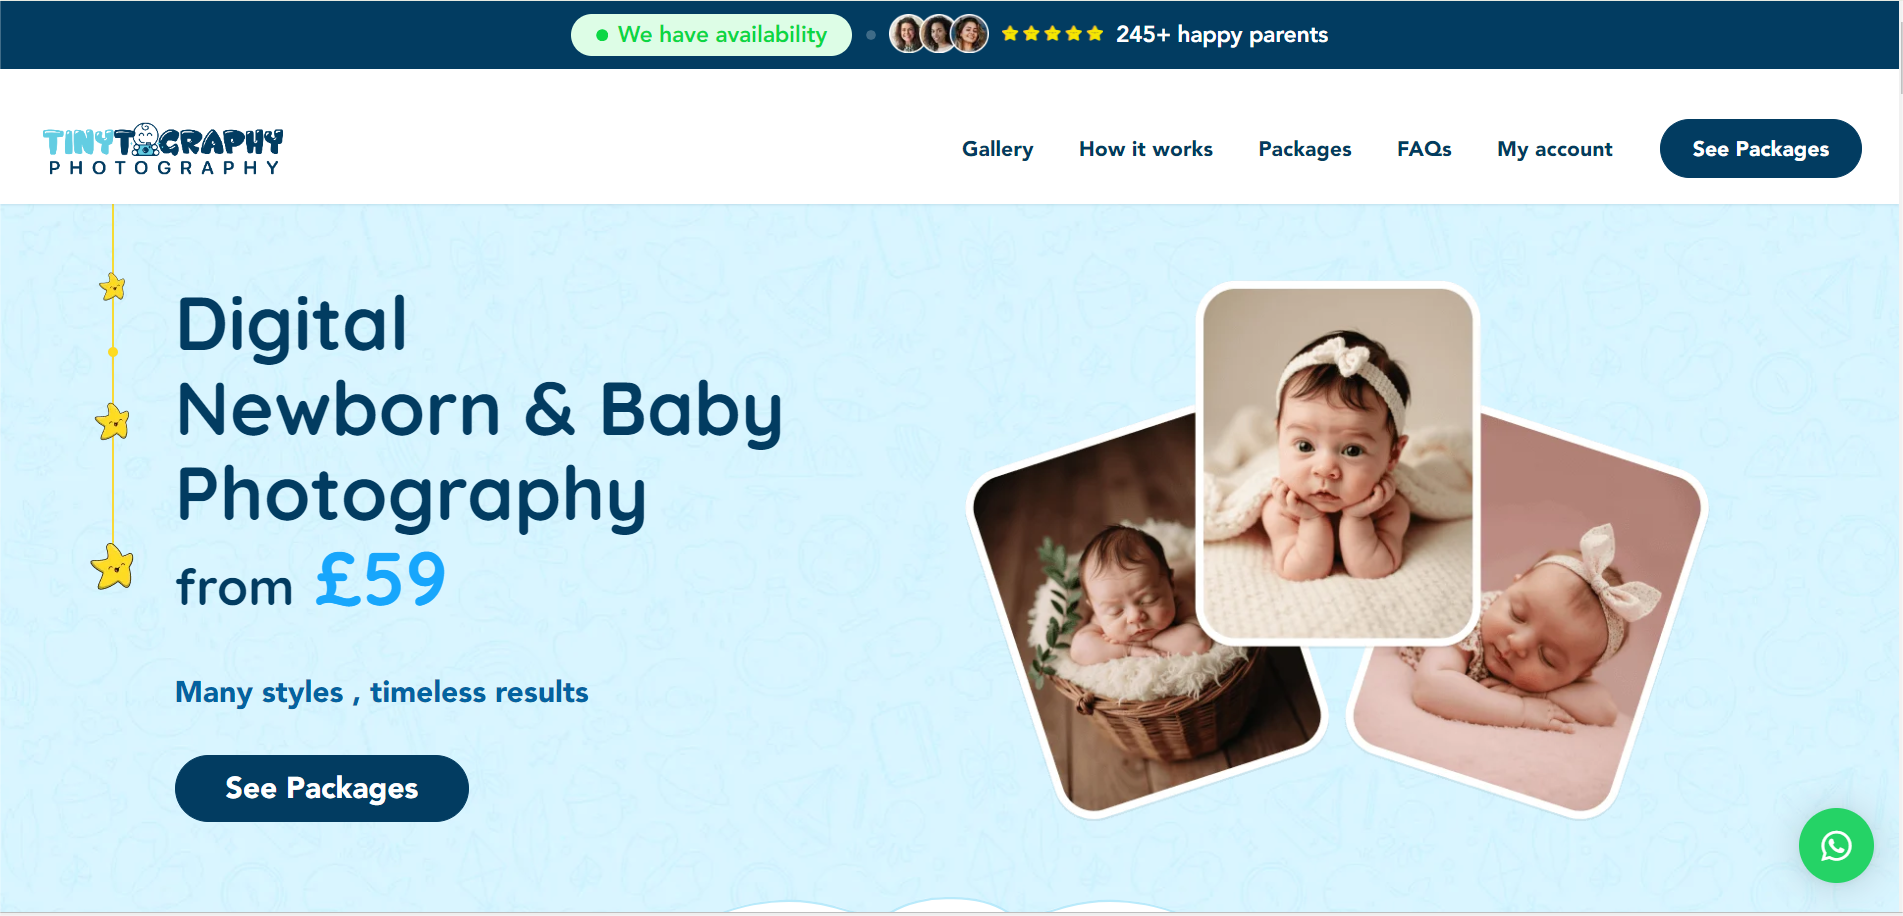 We have availability
245+ happy parents
TINYTOGRAPHY
PHOTOGRAPHY
Gallery
How it works
Packages
FAQs
My account
See Packages
Digital
Newborn & Baby
Photography
from £59
Many styles , timeless results
See Packages